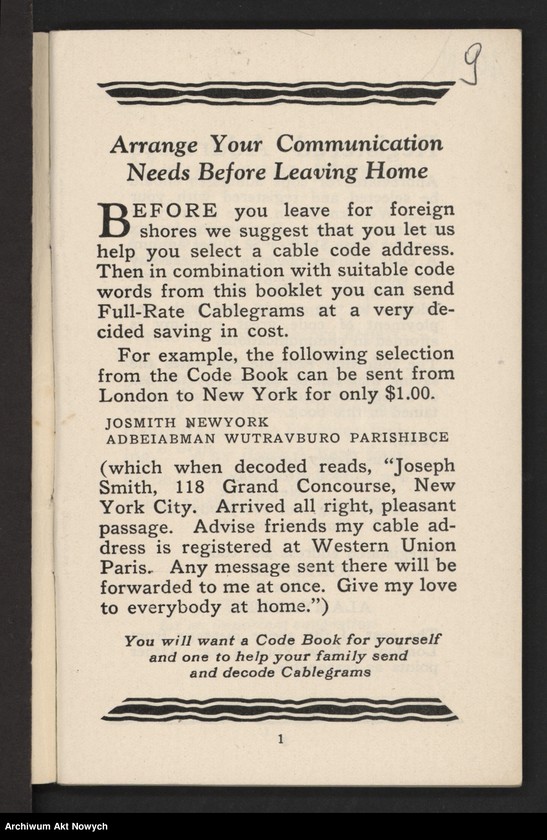 9
Arrange Your Communication
Needs Before Leaving Home
BEFORE you leave for foreign
shores we suggest that you let us
help you select a cable code address.
Then in combination with suitable code
words from this booklet you can send
Full-Rate Cablegrams at a very de-
cided saving in cost.
For example, the following selection
from the Code Book can be sent from
London to New York for only $1.00.
JOSMITH NEWYORK
ADBEIABMAN WUTRAVBURO PARISHIBCE
(which when decoded reads, “Joseph
Smith, 118 Grand Concourse, New
York City. Arrived all right, pleasant
passage. Advise friends my cable ad-
dress is registered at Western Union
Paris. Any message sent there will be
forwarded to me at once. Give my love
to everybody at home.”)
You will want a Code Book for yourself
and one to help your family send
and decode Cablegrams
1
Archiwum Akt Nowych